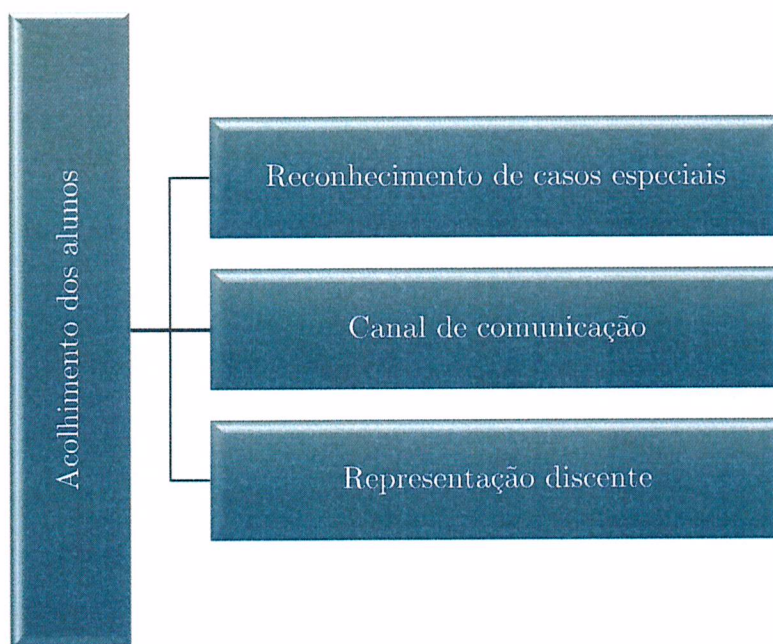 Acolhimento dos alunos
Reconhecimento de casos especiais
Canal de comunicação
Representação discente